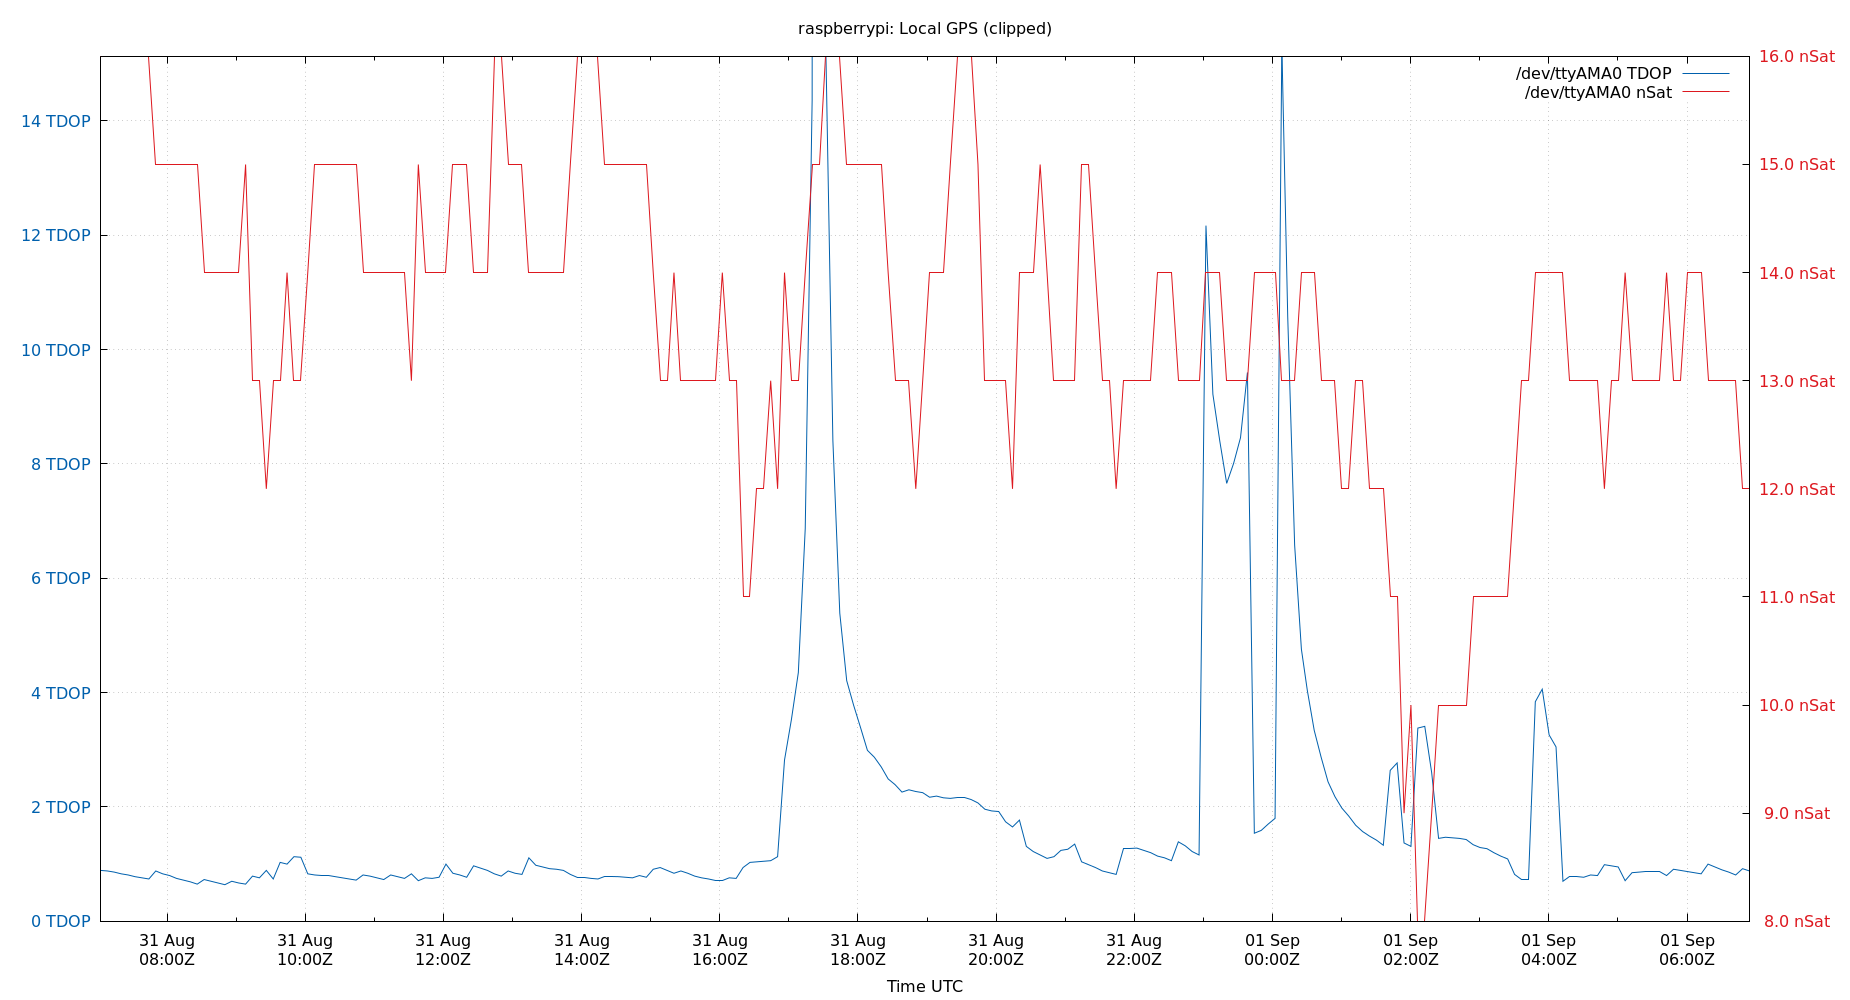 raspberrypi: Local GPS (clipped)
/dev/ttyAMA0 TDOP
/dev/ttyAMA0 nSat
14 TDOP
12 TDOP
10 TDOP
8 TDOP
6 TDOP
4 TDOP
2 TDOP
0 TDOP
16.0 nSat
15.0 nSat
14.0 nSat
13.0 nSat
12.0 nSat
11.0 nSat
10.0 nSat
9.0 nSat
8.0 nSat
31 Aug 31 Aug 31 Aug 31 Aug 31 Aug 31 Aug 31 Aug 31 Aug 01 Sep 01 Sep 01 Sep 01 Sep
08:00Z 10:00Z 12:00Z 14:00Z 16:00Z 18:00Z 20:00Z 22:00Z 00:00Z 02:00Z 04:00Z 06:00Z
Time UTC